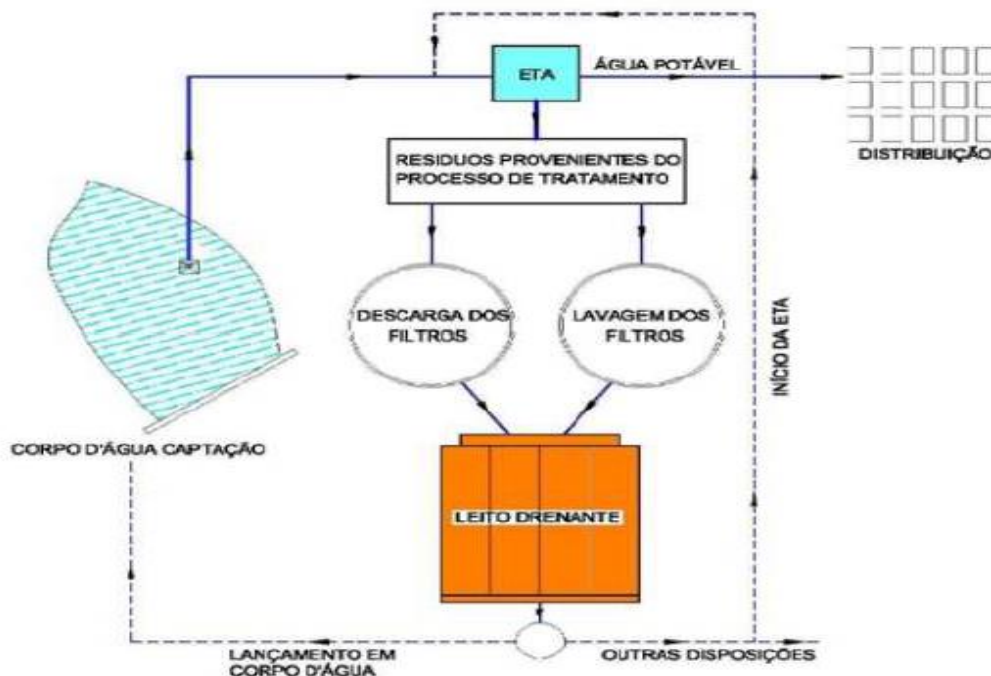 ETA
ÁGUA POTÁVEL
DISTRIBUIÇÃO
RESIDUOS PROVENIENTES DO
PROCESSO DE TRATAMENTO
DESCARGA DOS
FILTROS
LAVAGEM DOS
FILTROS
INÍCIO DA ETA
CORPO D'ÁGUA CAPTAÇÃO
LEITO DRENANTE
LANÇAMENTO EM
CORPO D'ÁGUA
OUTRAS DISPOSIÇÕES